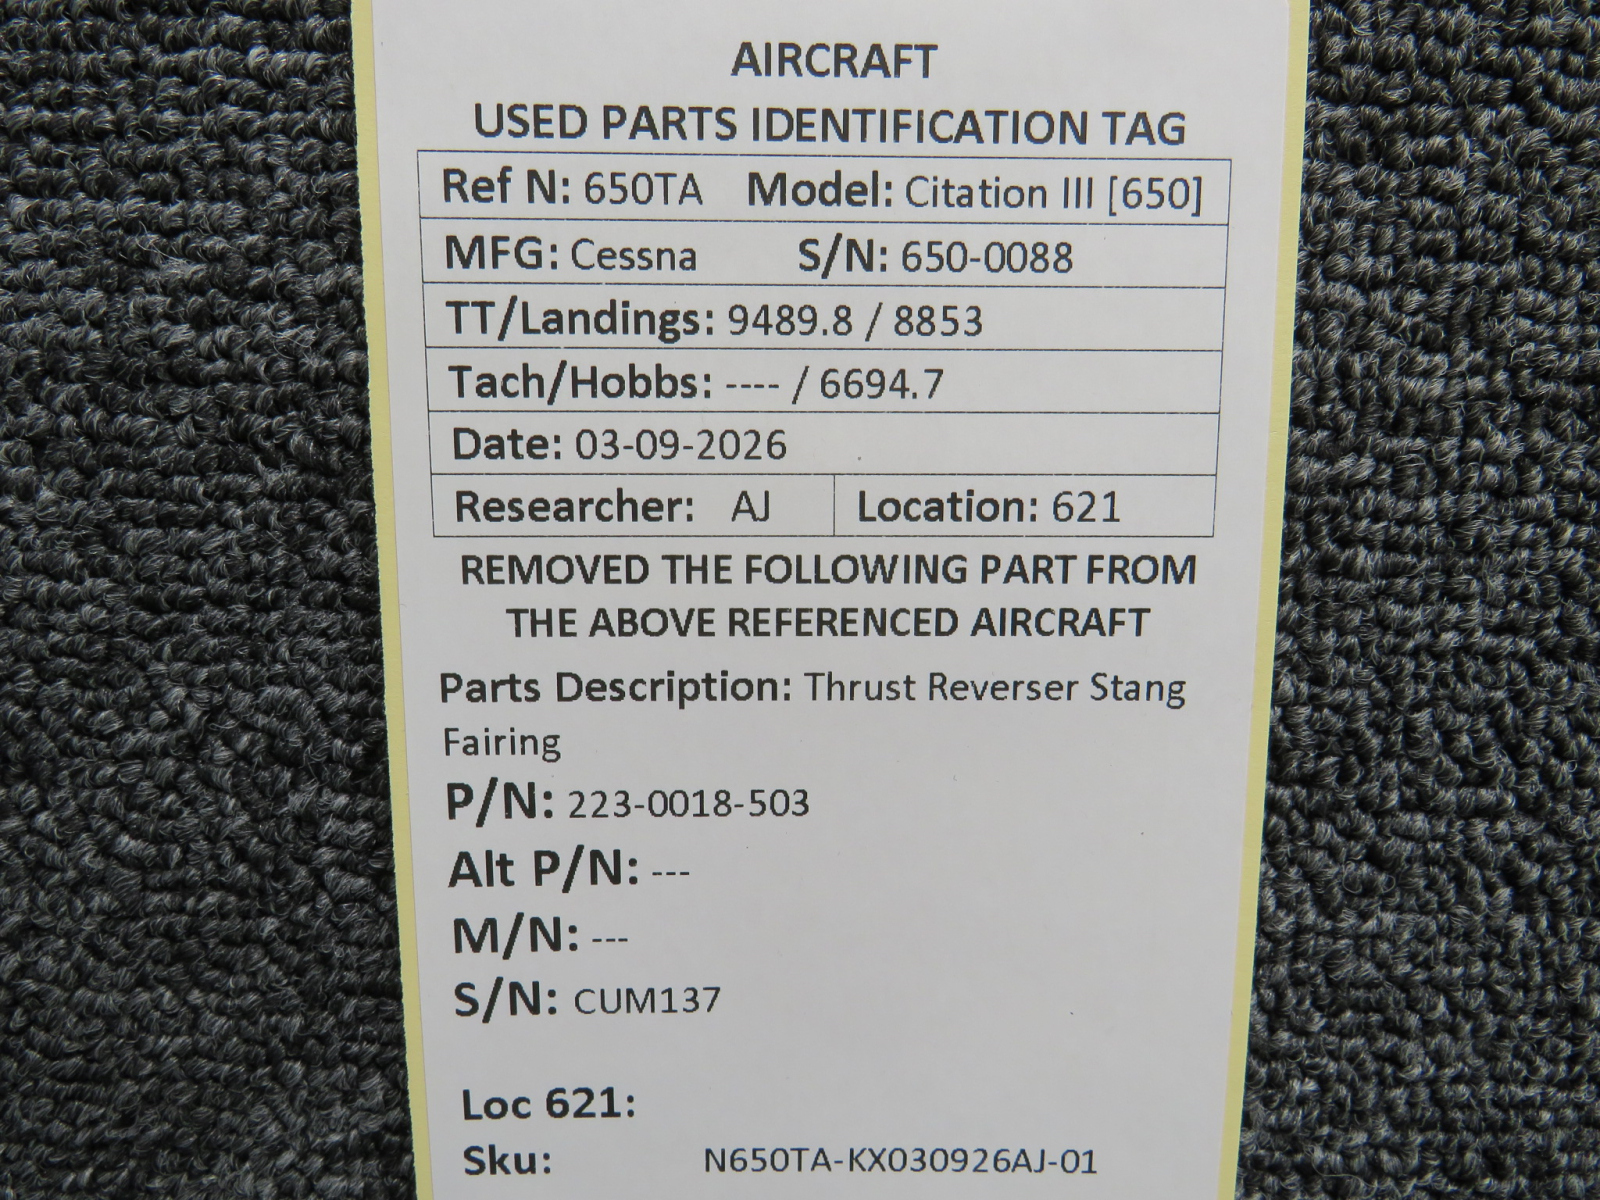 AIRCRAFT
USED PARTS IDENTIFICATION TAG
Ref N: 650TA Model: Citation III [650]
MFG: Cessna S/N: 650-0088
TT/Landings: 9489.8 / 8853
Tach/Hobbs: ---- / 6694.7
Date: 03-09-2026
Researcher: AJ Location: 621
REMOVED THE FOLLOWING PART FROM
THE ABOVE REFERENCED AIRCRAFT
Parts Description: Thrust Reverser Stang
Fairing
P/N: 223-0018-503
Alt P/N: ---
M/N: ---
S/N: CUM137
Loc 621:
Sku: N650TA-KX030926AJ-01